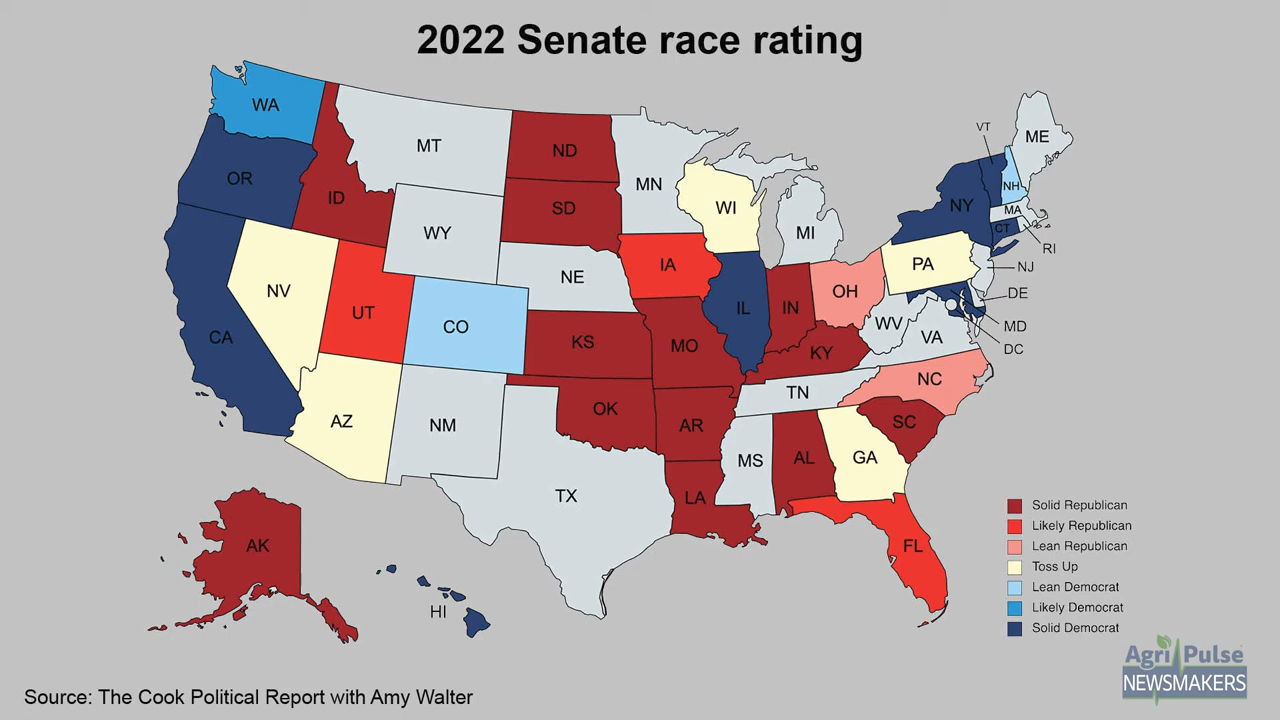 2022 Senate race rating
WA
MT
ND
MN
ME
VT
OR
ID
SD
WI
NH
NY
MA
CT
WY
MI
RI
IA
PA
NJ
NV
UT
NE
IL
IN
OH
DE
CA
CO
KS
MO
KY
WV
VA
MD
DC
AZ
NM
OK
AR
TN
NC
SC
TX
LA
MS
AL
GA
AK
FL
HI
Solid Republican
Likely Republican
Lean Republican
Toss Up
Lean Democrat
Likely Democrat
Solid Democrat
Agri Pulse
NEWSMAKERS
Source: The Cook Political Report with Amy Walter